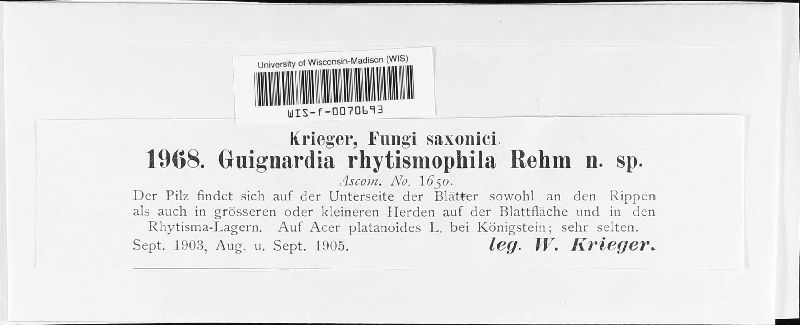 University of Wisconsin-Madison (WIS)
WIS-f-0070693
Krieger, Fungi saxonici.
1968. Guignardia rhytismophila Rehm n. sp.
Ascom. No. 1650.
Der Pilz findet sich auf der Unterseite der Blätter sowohl an den Rippen
als auch in grösseren oder kleineren Herden auf der Blattfläche und in den
Rhytisma-Lagern. Auf Acer platanoides L. bei Königstein; sehr selten.
Sept. 1903, Aug. u. Sept. 1905. leg. W. Krieger.